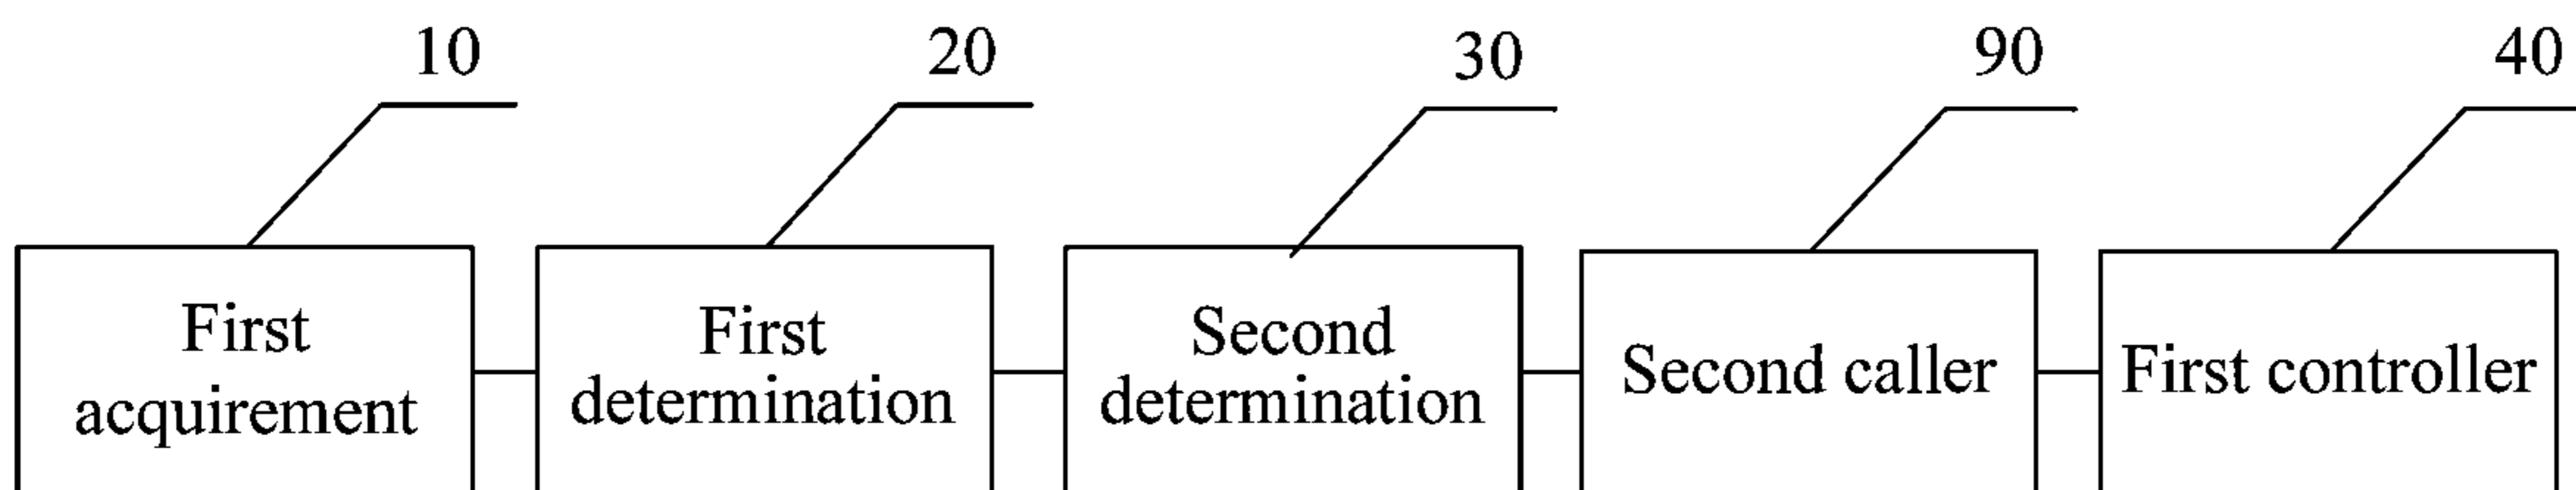 10 20 30 90 40
First acquirement
First determination
Second determination
Second caller
First controller